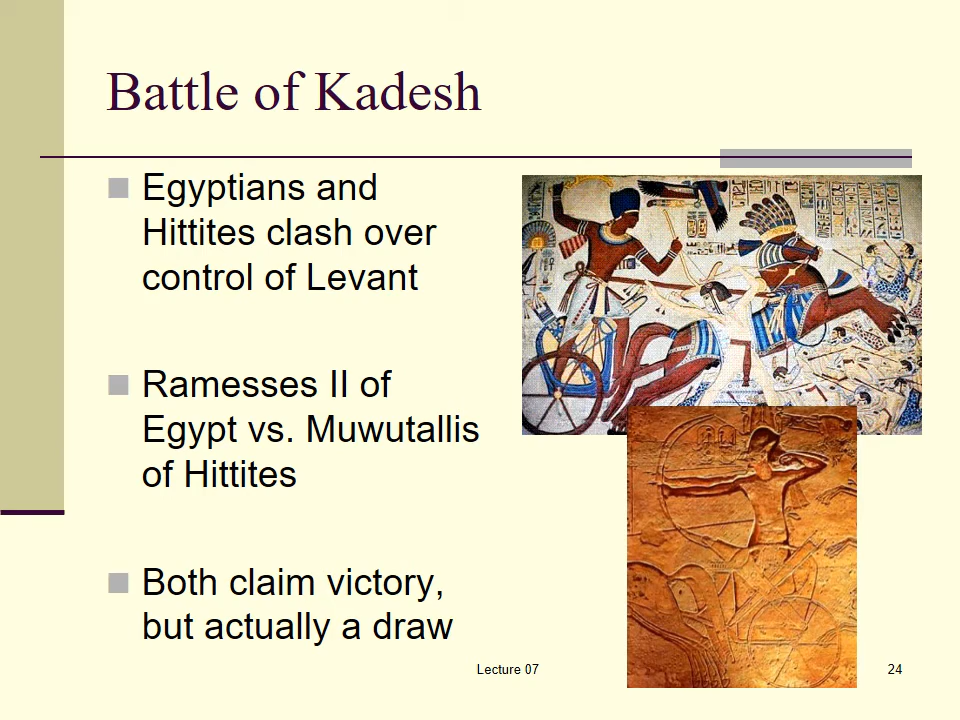 Battle of Kadesh
Egyptians and
Hittites clash over
control of Levant
Ramesses II of
Egypt vs. Muwutallis
of Hittites
Both claim victory,
but actually a draw
Lecture 07
24